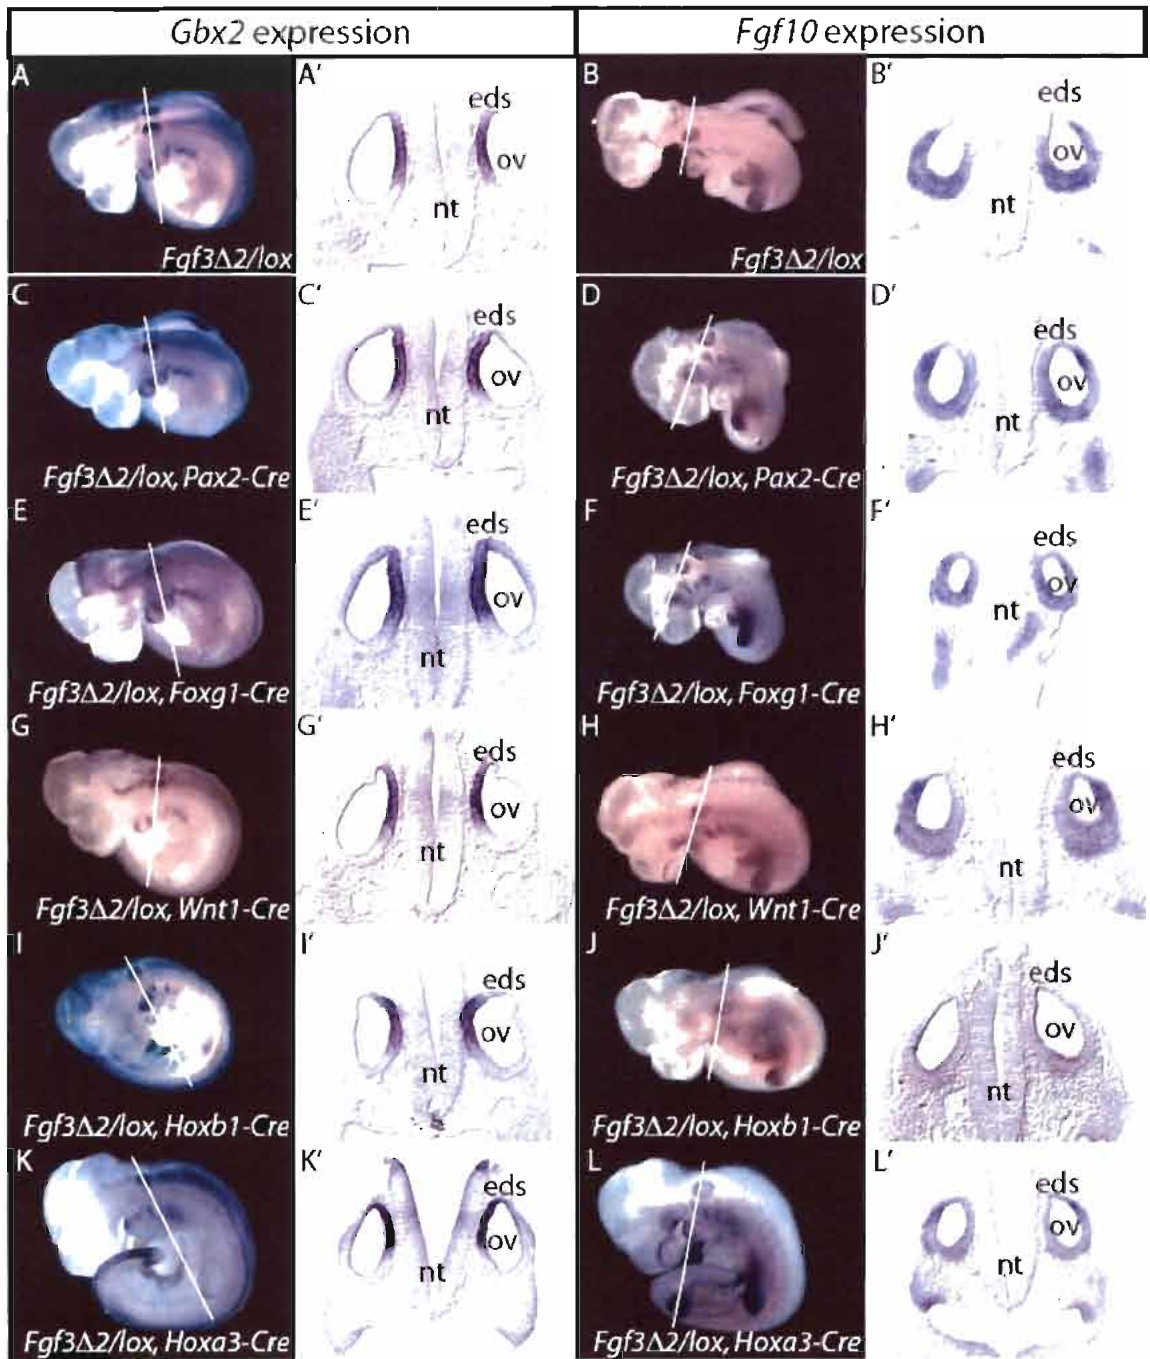 Gbx2 expression
Fgf10 expression
A
A′
eds
ov
nt
Fgf3Δ2/lox
B
B′
eds
ov
nt
Fgf3Δ2/lox
C
C′
eds
ov
nt
Fgf3Δ2/lox, Pax2-Cre
D
D′
eds
ov
nt
Fgf3Δ2/lox, Pax2-Cre
E
E′
eds
ov
nt
Fgf3Δ2/lox, Foxg1-Cre
F
F′
eds
ov
nt
Fgf3Δ2/lox, Foxg1-Cre
G
G′
eds
ov
nt
Fgf3Δ2/lox, Wnt1-Cre
H
H′
eds
ov
nt
Fgf3Δ2/lox, Wnt1-Cre
I
I′
eds
ov
nt
Fgf3Δ2/lox, Hoxb1-Cre
J
J′
eds
ov
nt
Fgf3Δ2/lox, Hoxb1-Cre
K
K′
eds
ov
nt
Fgf3Δ2/lox, Hoxa3-Cre
L
L′
eds
ov
nt
Fgf3Δ2/lox, Hoxa3-Cre